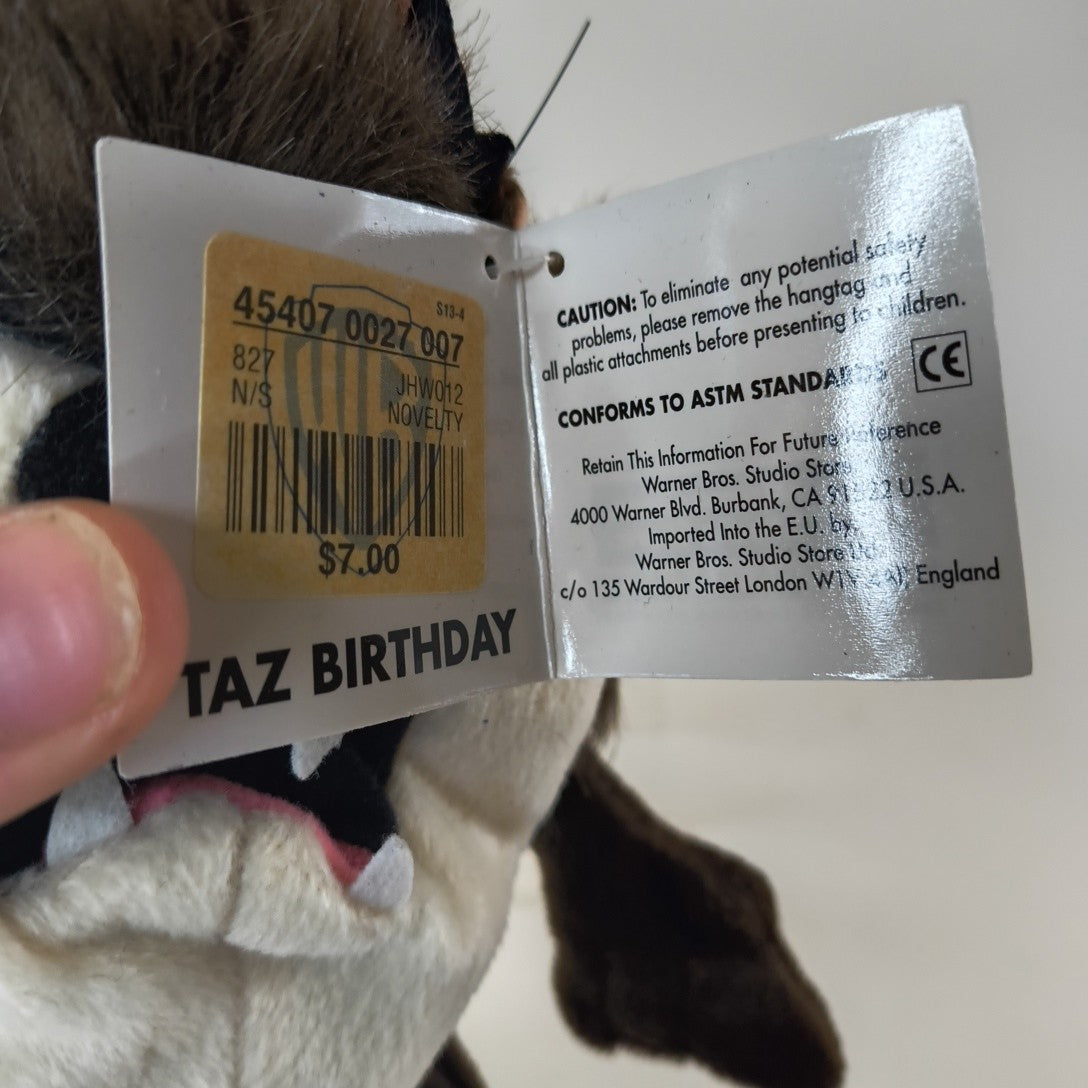 45407 0027 007
S13-4
827
N/S
JHW012
NOVELTY
$7.00
TAZ BIRTHDAY
CAUTION: To eliminate any potential safety
problems, please remove the hangtag and
all plastic attachments before presenting to children.
CONFORMS TO ASTM STANDARDS
CE
Retain This Information For Future Reference
Warner Bros. Studio Store
4000 Warner Blvd. Burbank, CA U.S.A.
Imported Into the E.U. by:
Warner Bros. Studio Store Ltd.
c/o 135 Wardour Street London England